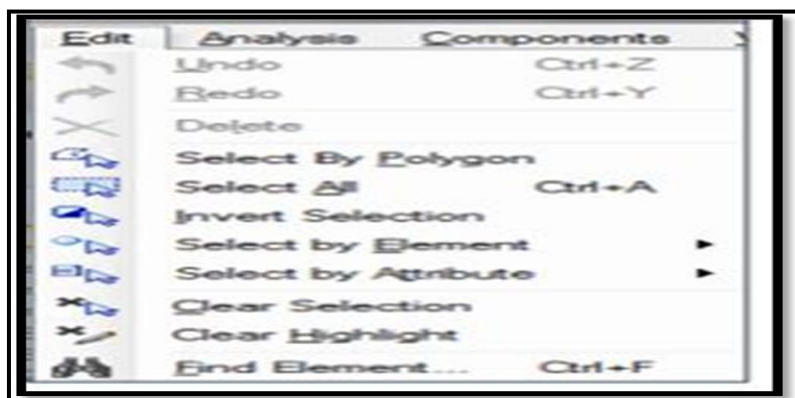 Edit Analysis Components
Undo Ctrl+Z
Redo Ctrl+Y
Delete
Select By Polygon
Select All Ctrl+A
Invert Selection
Select by Element
Select by Attribute
Clear Selection
Clear Highlight
Find Element... Ctrl+F